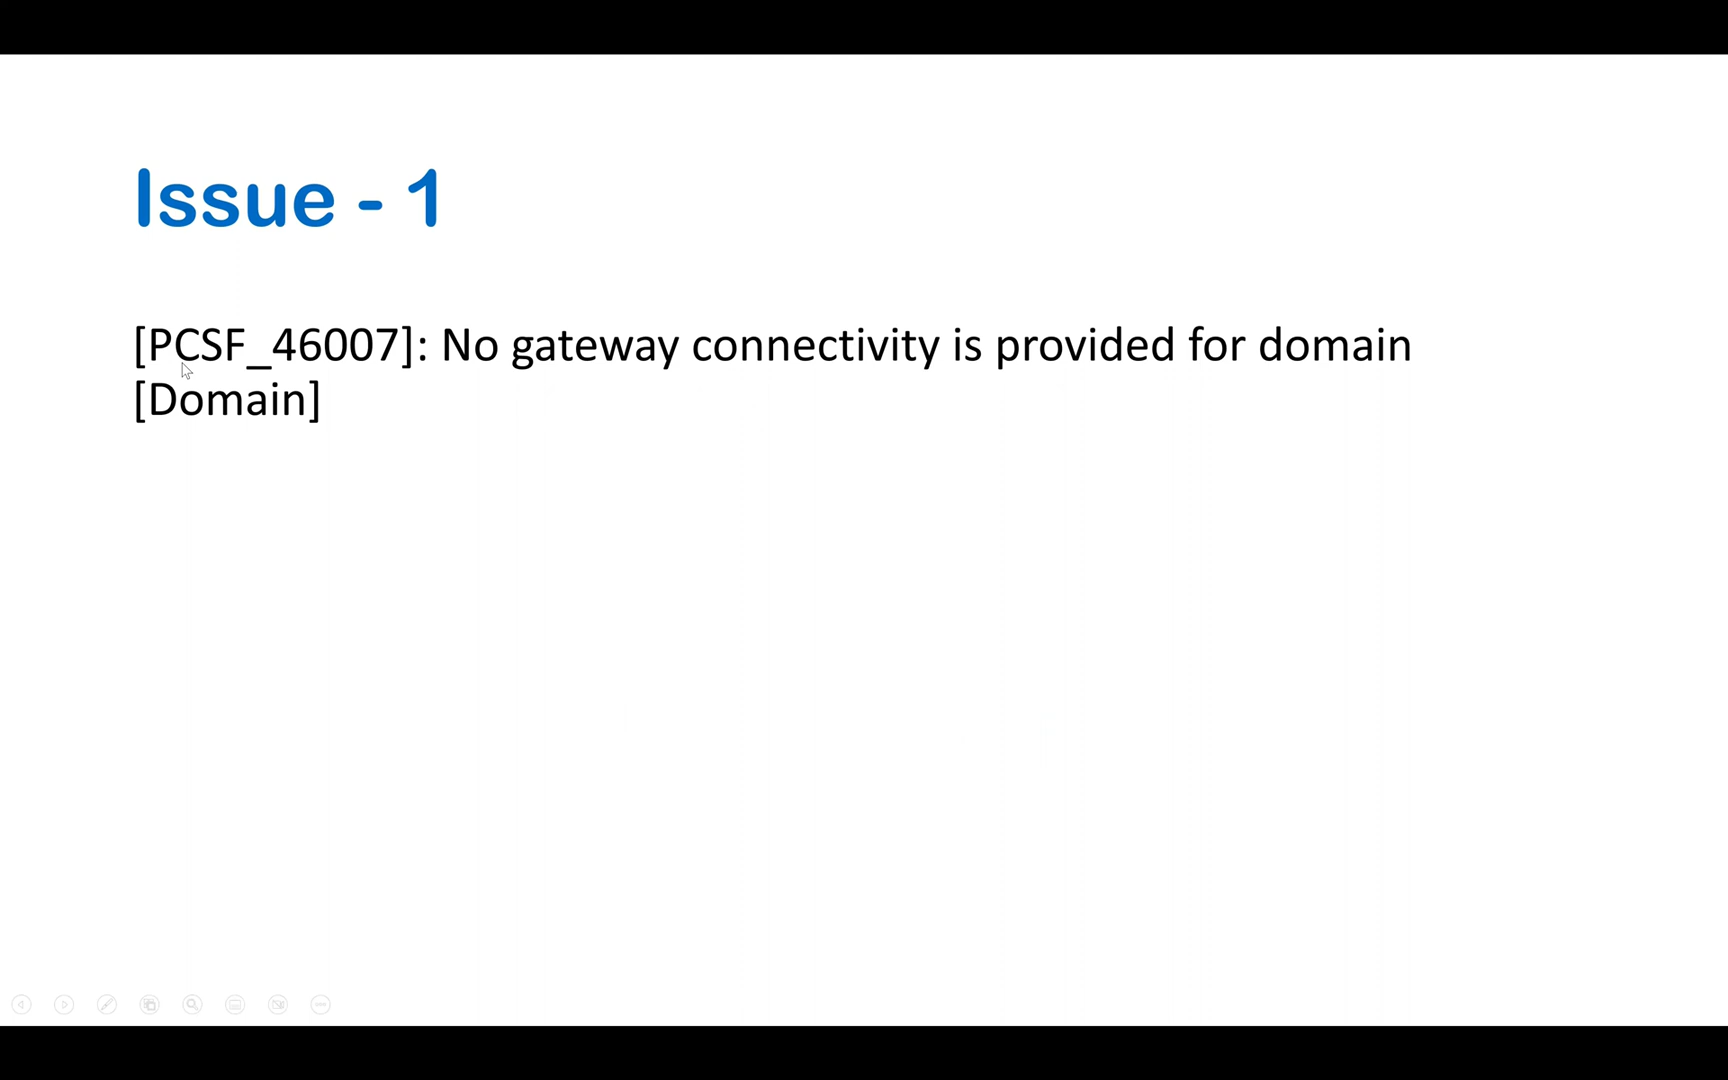 Issue - 1
[PCSF_46007]: No gateway connectivity is provided for domain
[Domain]